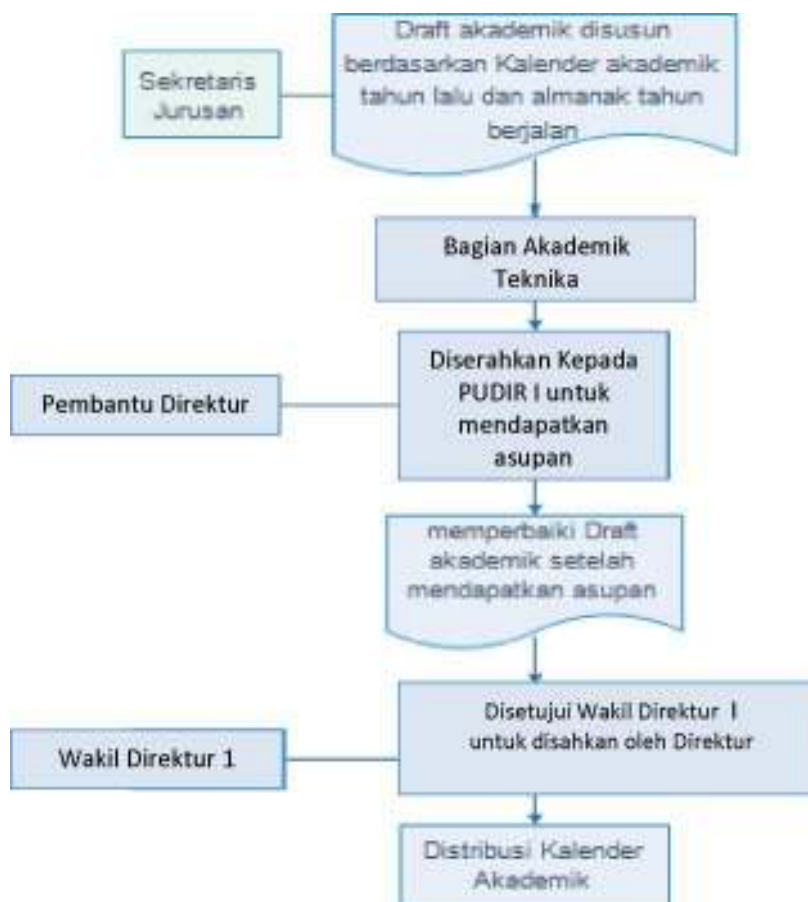 Draft akademik disusun
berdasarkan Kalender akademik
tahun lalu dan almanak tahun
berjalan
Sekretaris
Jurusan
Bagian Akademik
Teknika
Diserahkan Kepada
PUDIR I untuk
mendapatkan
asupan
Pembantu Direktur
memperbaiki Draft
akademik setelah
mendapatkan asupan
Disetujui Wakil Direktur I
untuk disahkan oleh Direktur
Wakil Direktur 1
Distribusi Kalender
Akademik